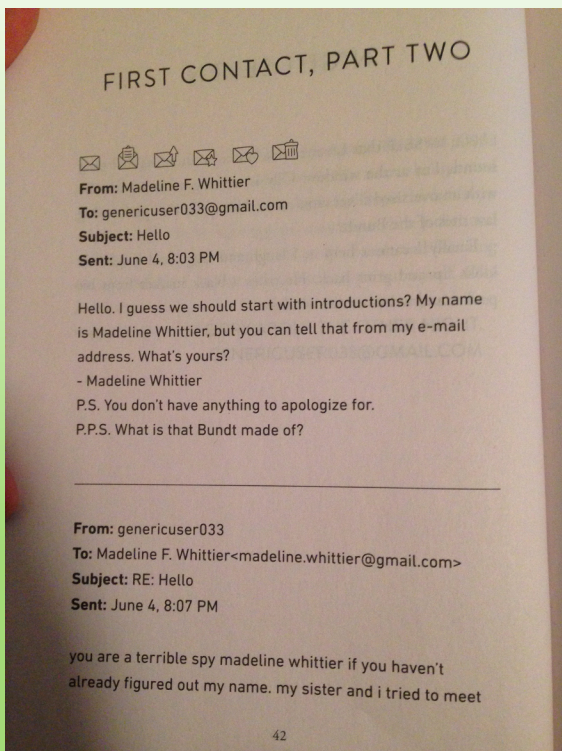 FIRST CONTACT, PART TWO
From: Madeline F. Whittier
To: genericuser033@gmail.com
Subject: Hello
Sent: June 4, 8:03 PM
Hello. I guess we should start with introductions? My name
is Madeline Whittier, but you can tell that from my e-mail
address. What's yours?
- Madeline Whittier
P.S. You don't have anything to apologize for.
P.P.S. What is that Bundt made of?
From: genericuser033
To: Madeline F. Whittier<madeline.whittier@gmail.com>
Subject: RE: Hello
Sent: June 4, 8:07 PM
you are a terrible spy madeline whittier if you haven't
already figured out my name. my sister and i tried to meet
42